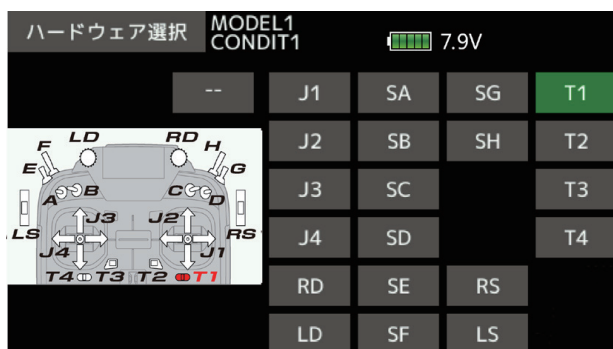 ハードウェア選択 MODEL1
CONDIT1
7.9V
-- J1 SA SG T1
J2 SB SH T2
J3 SC T3
J4 SD T4
RD SE RS
LD SF LS
LD RD
F H
E G
A B C D
J3 J2
LS RS
J4 J1
T4 T3 T2 T1